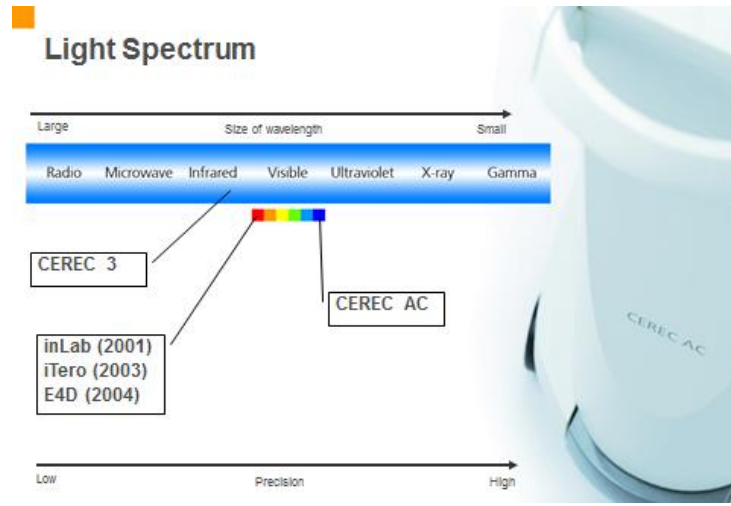 Light Spectrum
Large Size of wavelength Small
Radio Microwave Infrared Visible Ultraviolet X-ray Gamma
CEREC 3
CEREC AC
inLab (2001)
iTero (2003)
E4D (2004)
CEREC AC
Low Precision High